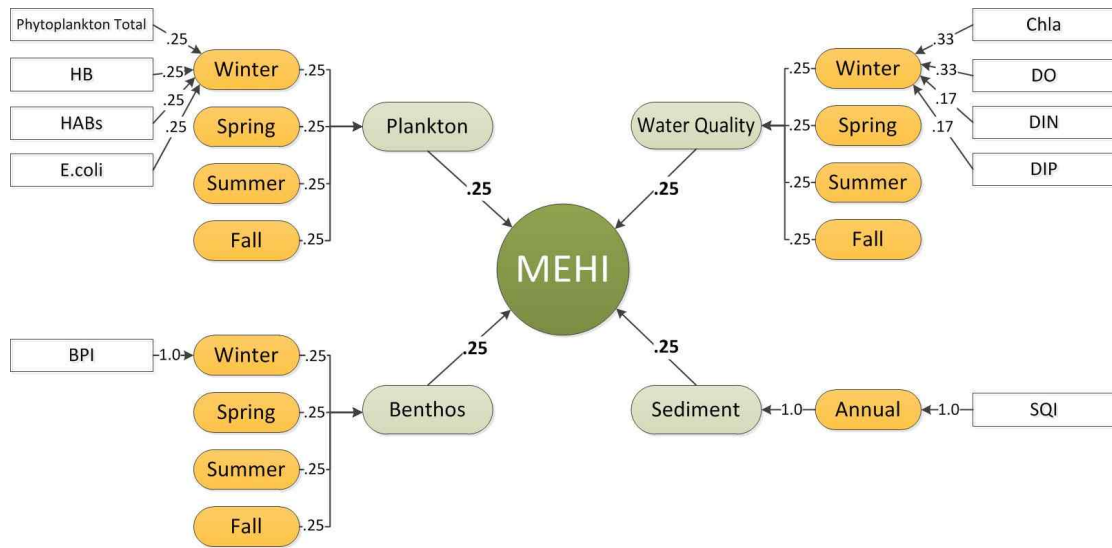 Phytoplankton Total
HB
HABs
E.coli
.25
.25
.25
.25
Winter
Spring
Summer
Fall
.25
.25
.25
.25
Plankton
.25
Chla
DO
DIN
DIP
.33
.33
.17
.17
Winter
Spring
Summer
Fall
.25
.25
.25
.25
Water Quality
.25
MEHI
BPI
1.0
Winter
Spring
Summer
Fall
.25
.25
.25
.25
Benthos
.25
.25
Sediment
1.0
Annual
1.0
SQI